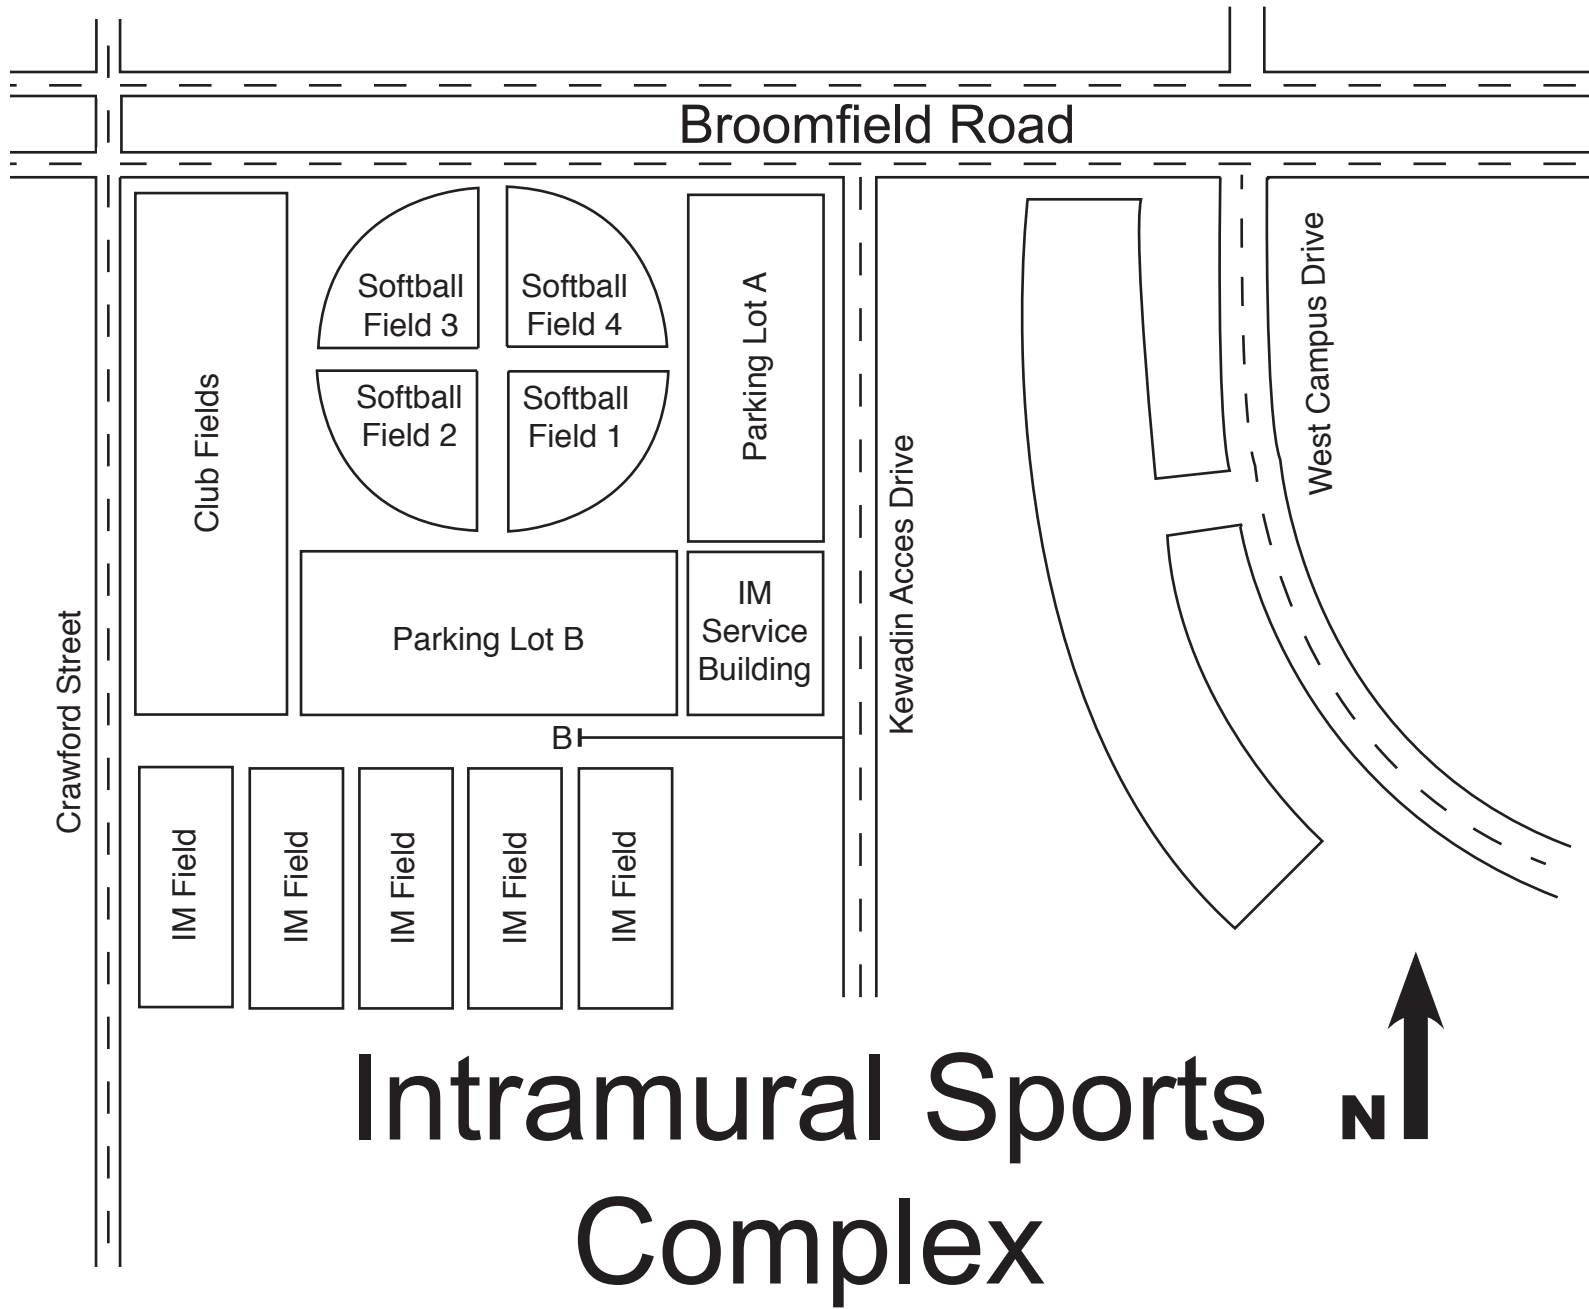 Broomfield Road
Softball
Field 3
Softball
Field 4
Softball
Field 2
Softball
Field 1
Parking Lot A
Club Fields
West Campus Drive
Kewadin Acces Drive
Crawford Street
Parking Lot B
IM
Service
Building
B
IM Field
IM Field
IM Field
IM Field
IM Field
Intramural Sports
Complex
N